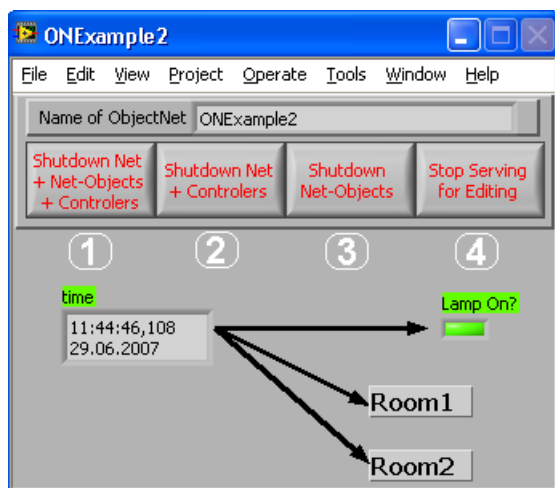 ONExample2
File Edit View Project Operate Tools Window Help
Name of ObjectNet ONExample2
Shutdown Net
+ Net-Objects
+ Controlers
Shutdown Net
+ Controlers
Shutdown
Net-Objects
Stop Serving
for Editing
1 2 3 4
time
11:44:46,108
29.06.2007
Lamp On?
Room1
Room2